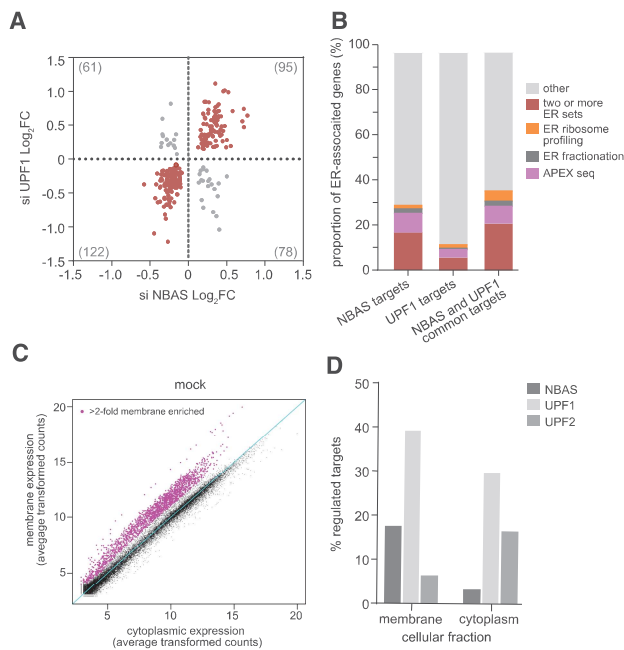 A
si UPF1 Log2FC
1.5
1.0
0.5
0
-0.5
-1.0
-1.5
(61)
(95)
(122)
(78)
-1.5 -1.0 -0.5 0 0.5 1.0 1.5
si NBAS Log2FC
B
proportion of ER-assocaited genes (%)
100
80
60
40
20
0
NBAS targets
UPF1 targets
NBAS and UPF1
common targets
other
two or more
ER sets
ER ribosome
profiling
ER fractionation
APEX seq
C
mock
membrane expression
(avegage transformed counts)
20
15
10
5
>2-fold membrane enriched
5 10 15 20
cytoplasmic expression
(average transformed counts)
D
% regulated targets
50
40
30
20
10
0
NBAS
UPF1
UPF2
membrane cytoplasm
cellular fraction